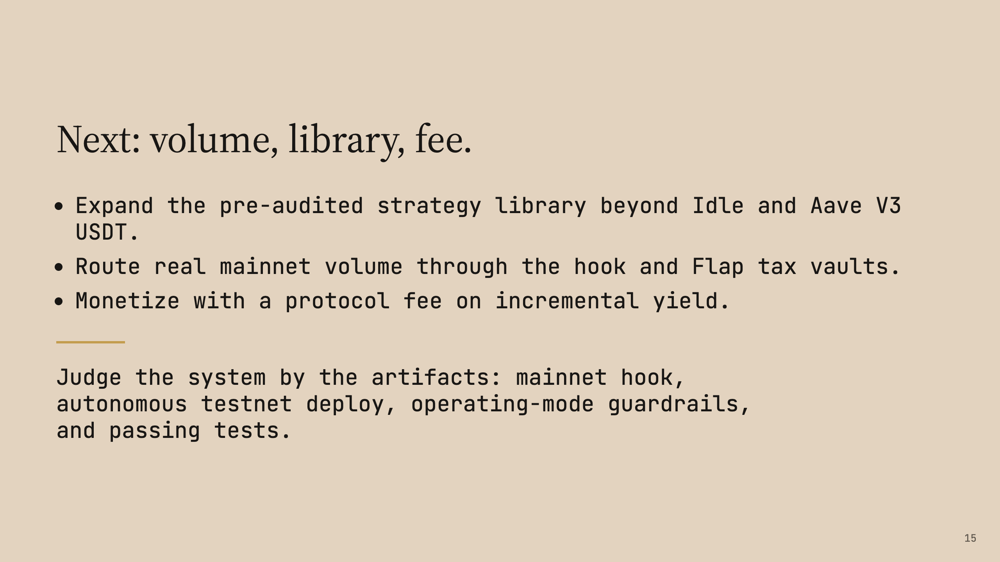 Next: volume, library, fee.
• Expand the pre-audited strategy library beyond Idle and Aave V3
USDT.
• Route real mainnet volume through the hook and Flap tax vaults.
• Monetize with a protocol fee on incremental yield.
Judge the system by the artifacts: mainnet hook,
autonomous testnet deploy, operating-mode guardrails,
and passing tests.
15